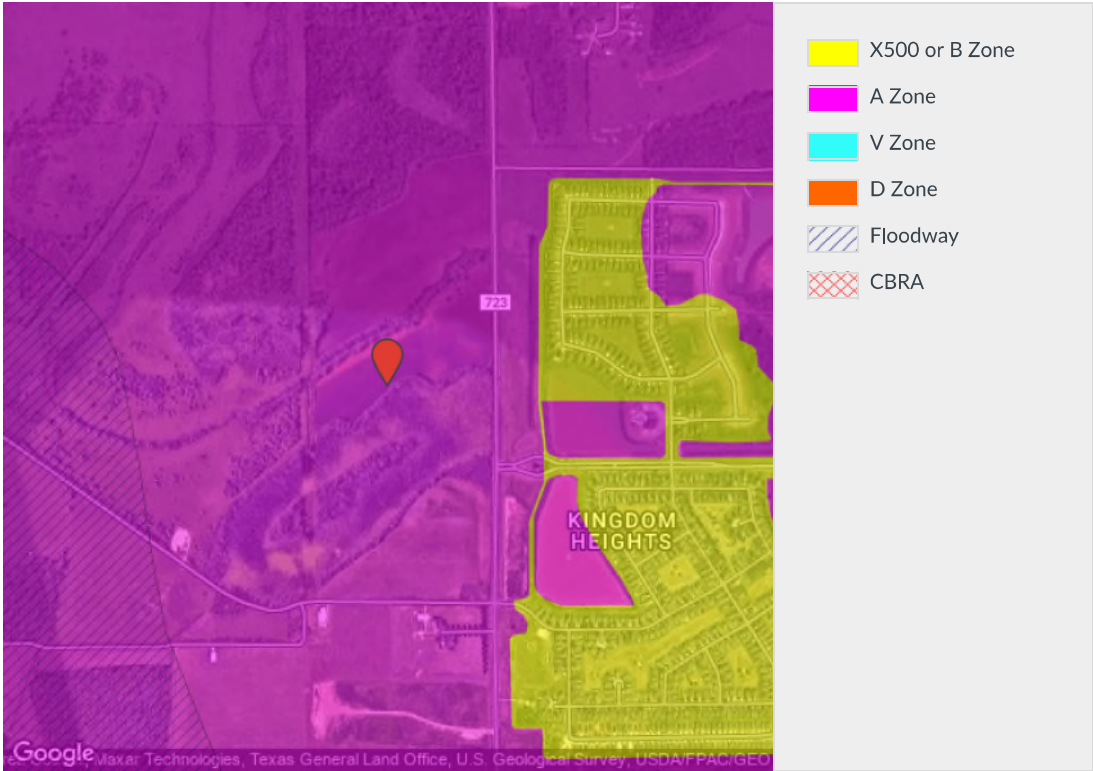 X500 or B Zone
A Zone
V Zone
D Zone
Floodway
CBRA
723
KINGDOM
HEIGHTS
Google
Maxar Technologies, Texas General Land Office, U.S. Geological Survey, USDA/FPAC/GEO